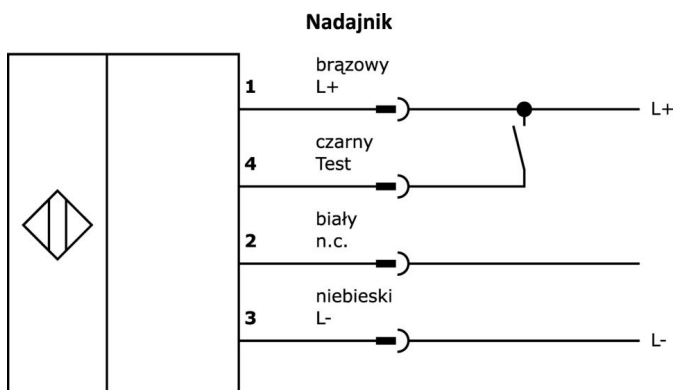 Nadajnik
brązowy
1 L+ L+
czarny
4 Test
biały
2 n.c.
niebieski
3 L- L-